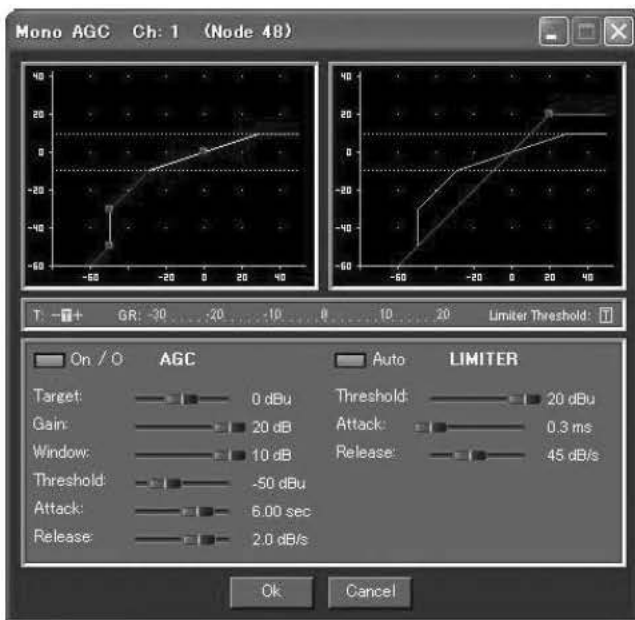 Mono AGC Ch: 1 (Node 48)
40
20
0
-20
-40
-60
-60 -20 0 20 40
40
20
0
-20
-40
-60
-60 -20 20 40
T: -T+ GR: -30 -20 -10 0 10 20 Limiter Threshold: T
On / O AGC
Target: 0 dBu
Gain: 20 dB
Window: 10 dB
Threshold: -50 dBu
Attack: 6.00 sec
Release: 2.0 dB/s
Auto LIMITER
Threshold: 20 dBu
Attack: 0.3 ms
Release: 45 dB/s
Ok Cancel